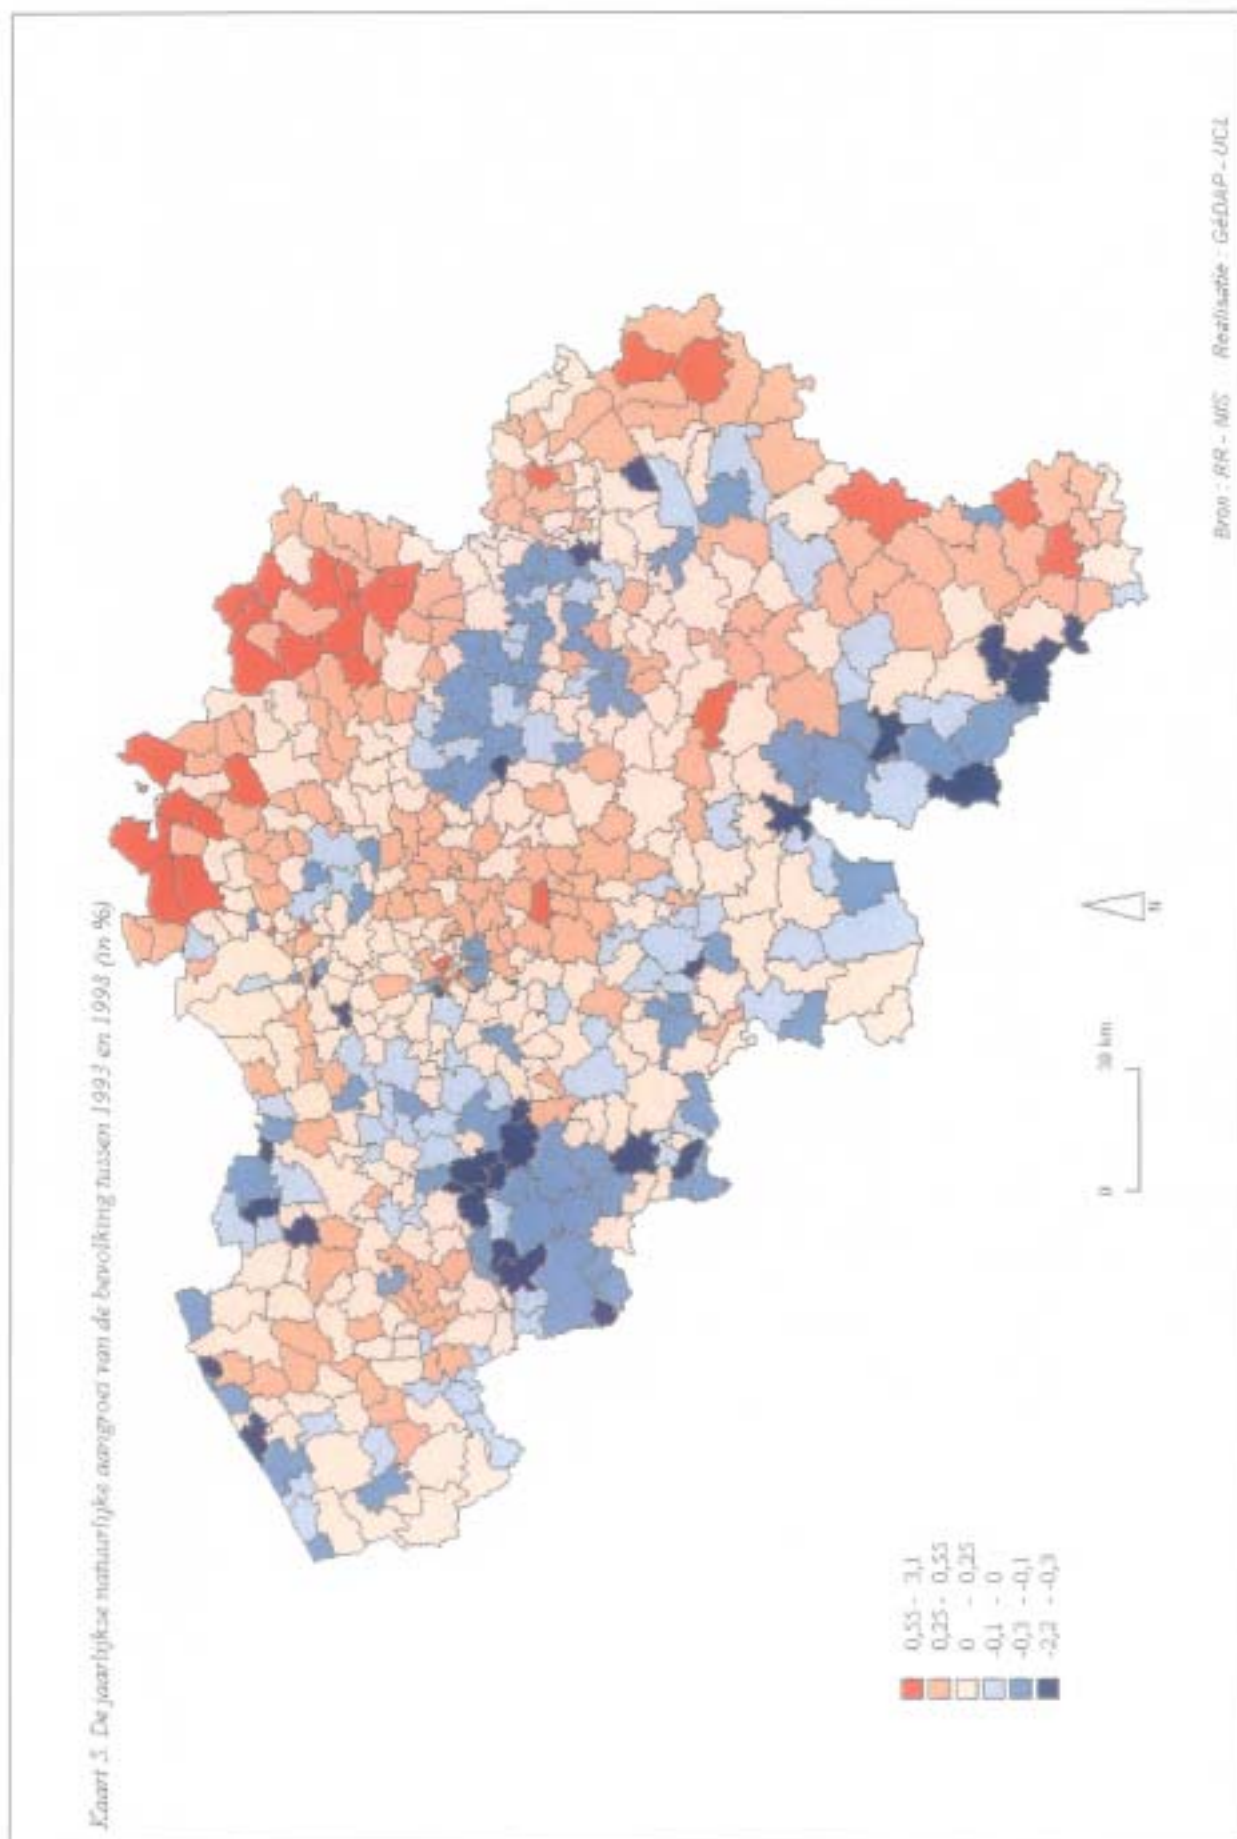 Kaart 3. De jaarlijkse natuurlijke aangroei van de bevolking tussen 1993 en 1998 (in %)
0,55 - 3,1
0,25 - 0,55
0 - 0,25
-0,1 - 0
-0,3 - -0,1
-2,2 - -0,3
0 30 km
N
Bron : RR - NIS Realisatie : GéDAP - UCL